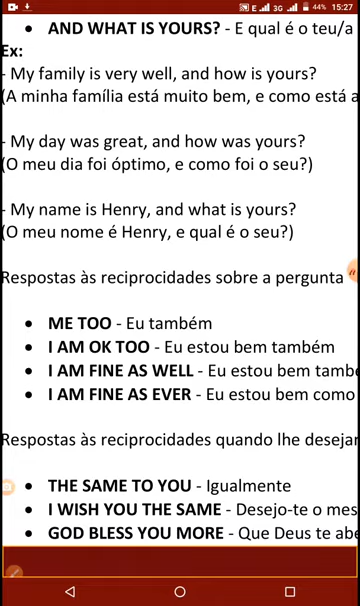 E 3G 44% 15:27
• AND WHAT IS YOURS? - E qual é o teu/a
Ex:
- My family is very well, and how is yours?
(A minha família está muito bem, e como está a
- My day was great, and how was yours?
(O meu dia foi óptimo, e como foi o seu?)
- My name is Henry, and what is yours?
(O meu nome é Henry, e qual é o seu?)
Respostas às reciprocidades sobre a pergunta
• ME TOO - Eu também
• I AM OK TOO - Eu estou bem também
• I AM FINE AS WELL - Eu estou bem també
• I AM FINE AS EVER - Eu estou bem como
Respostas às reciprocidades quando lhe desejar
• THE SAME TO YOU - Igualmente
• I WISH YOU THE SAME - Desejo-te o mes
• GOD BLESS YOU MORE - Que Deus te abe